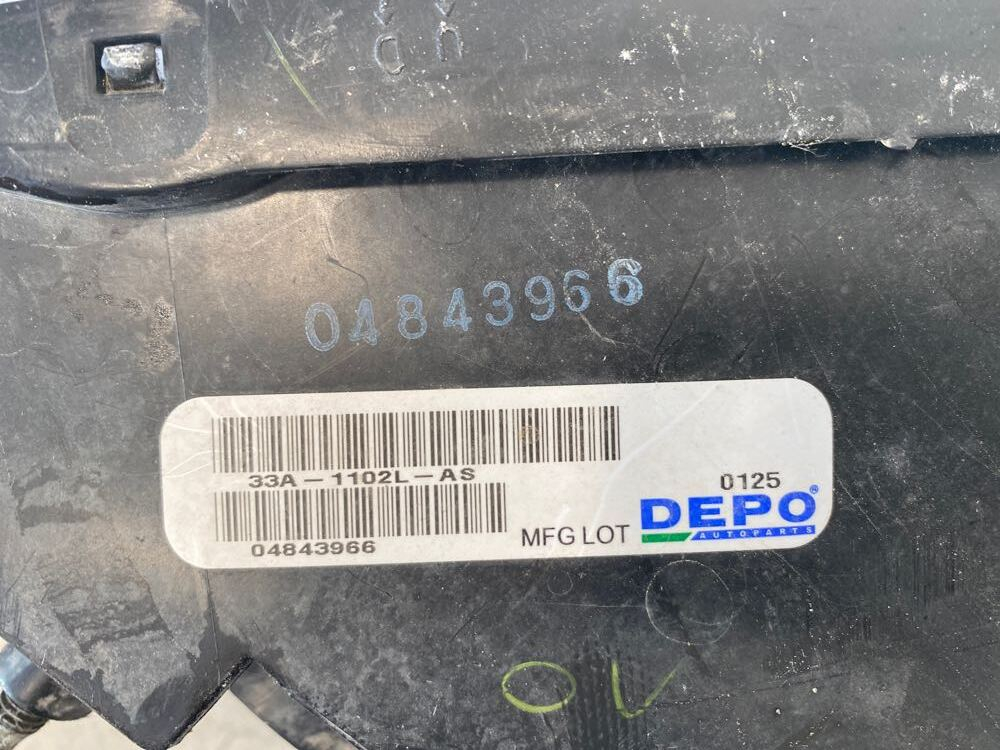 04843966
33A-1102L-AS
04843966
0125
MFG LOT DEPO®
AUTOPARTS